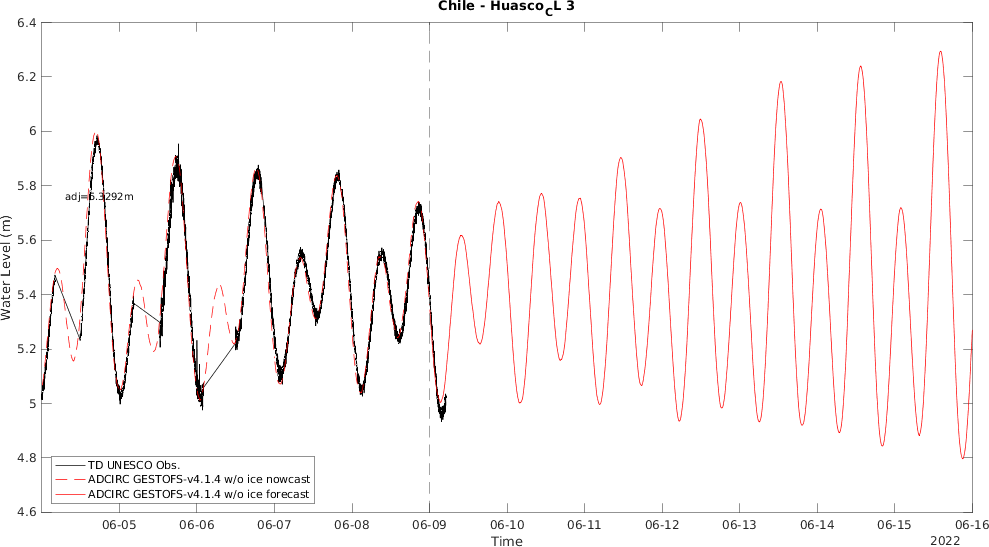 Chile - Huasco_CL 3
6.4
6.2
6
5.8
5.6
5.4
5.2
5
4.8
4.6
Water Level (m)
adj=5.3292m
TD UNESCO Obs.
ADCIRC GESTOFS-v4.1.4 w/o ice nowcast
ADCIRC GESTOFS-v4.1.4 w/o ice forecast
06-05 06-06 06-07 06-08 06-09 06-10 06-11 06-12 06-13 06-14 06-15 06-16
Time
2022